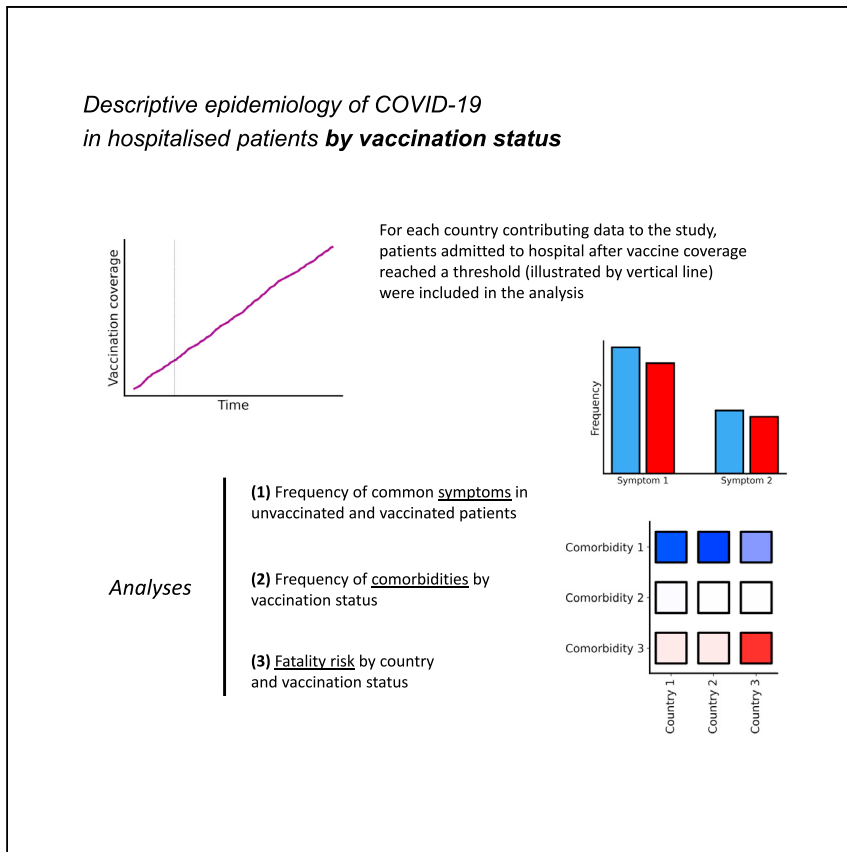 Descriptive epidemiology of COVID-19
in hospitalised patients by vaccination status
For each country contributing data to the study,
patients admitted to hospital after vaccine coverage
reached a threshold (illustrated by vertical line)
were included in the analysis
Vaccination coverage
Time
Frequency
Symptom 1
Symptom 2
Analyses
(1) Frequency of common symptoms in
unvaccinated and vaccinated patients
(2) Frequency of comorbidities by
vaccination status
(3) Fatality risk by country
and vaccination status
Comorbidity 1
Comorbidity 2
Comorbidity 3
Country 1
Country 2
Country 3